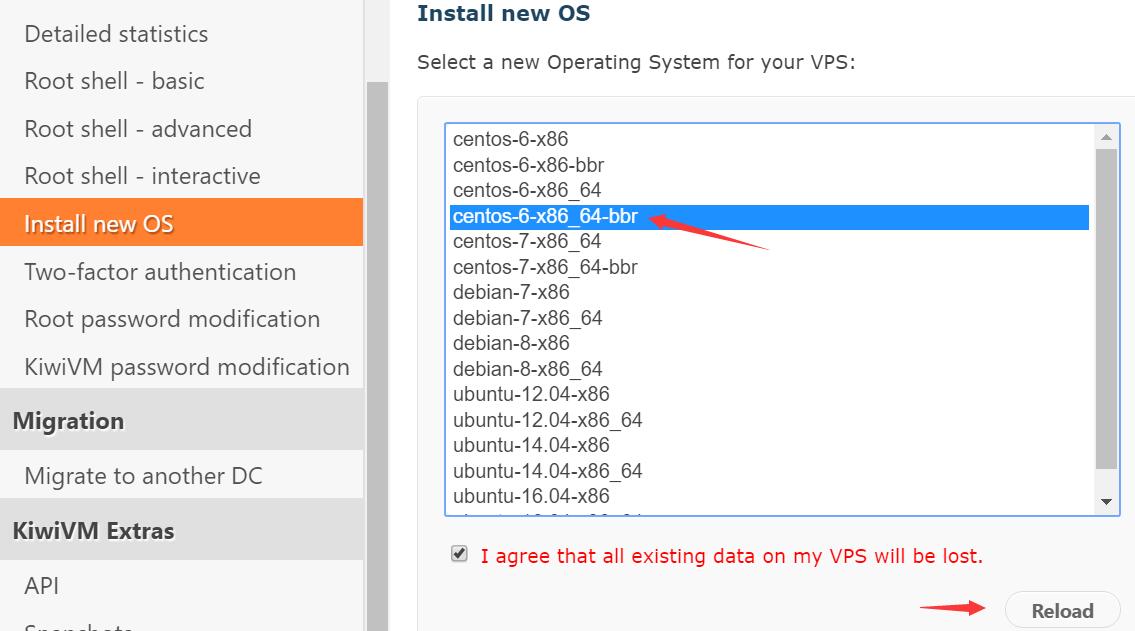 Detailed statistics
Root shell - basic
Root shell - advanced
Root shell - interactive
Install new OS
Two-factor authentication
Root password modification
KiwiVM password modification
Migration
Migrate to another DC
KiwiVM Extras
API
Snapshots
Install new OS
Select a new Operating System for your VPS:
centos-6-x86
centos-6-x86-bbr
centos-6-x86_64
centos-6-x86_64-bbr
centos-7-x86_64
centos-7-x86_64-bbr
debian-7-x86
debian-7-x86_64
debian-8-x86
debian-8-x86_64
ubuntu-12.04-x86
ubuntu-12.04-x86_64
ubuntu-14.04-x86
ubuntu-14.04-x86_64
ubuntu-16.04-x86
I agree that all existing data on my VPS will be lost.
Reload